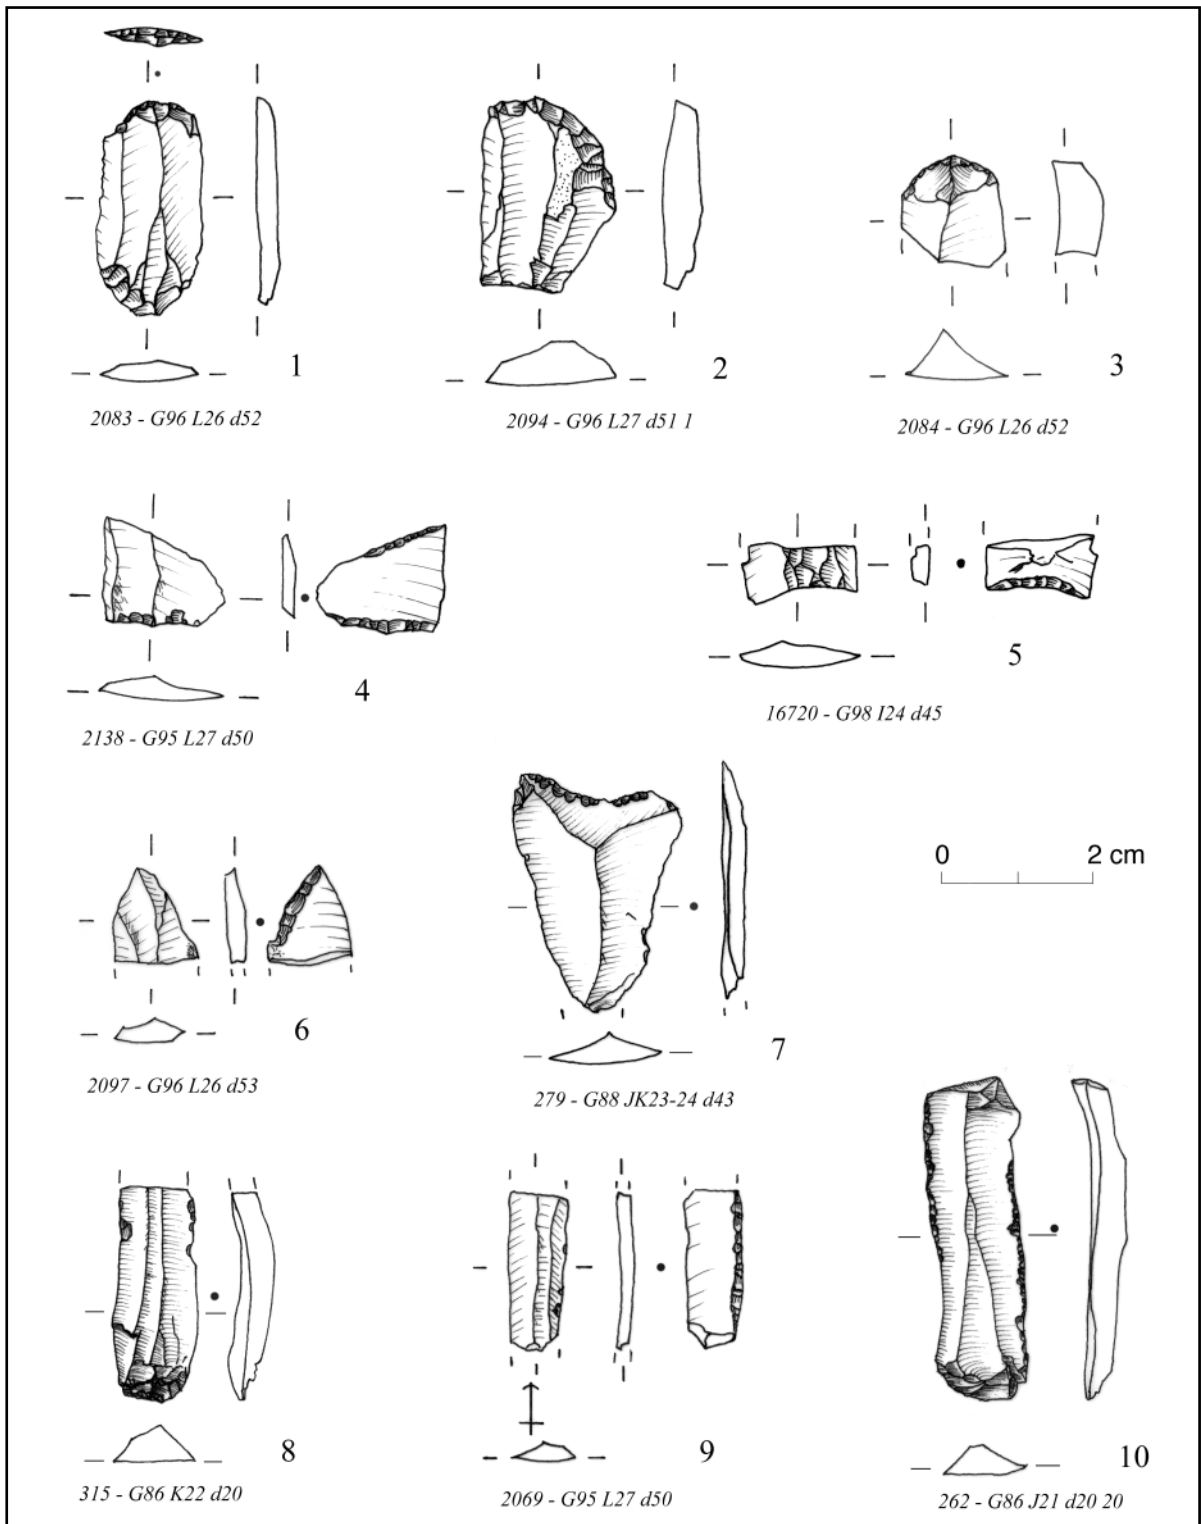 1
2083 - G96 L26 d52
2
2094 - G96 L27 d51 1
3
2084 - G96 L26 d52
4
2138 - G95 L27 d50
5
16720 - G98 I24 d45
6
2097 - G96 L26 d53
7
279 - G88 JK23-24 d43
0 2 cm
8
315 - G86 K22 d20
9
2069 - G95 L27 d50
10
262 - G86 J21 d20 20